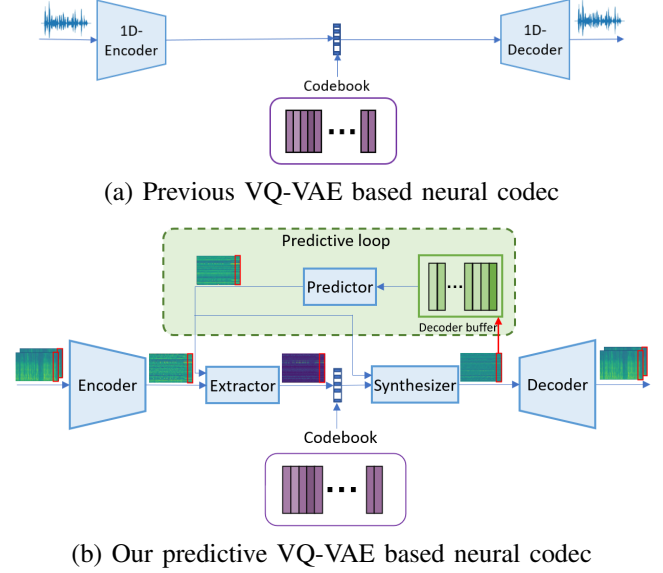 1D-
Encoder
1D-
Decoder
Codebook
(a) Previous VQ-VAE based neural codec
Predictive loop
Predictor
Decoder buffer
Encoder
Extractor
Synthesizer
Decoder
Codebook
(b) Our predictive VQ-VAE based neural codec